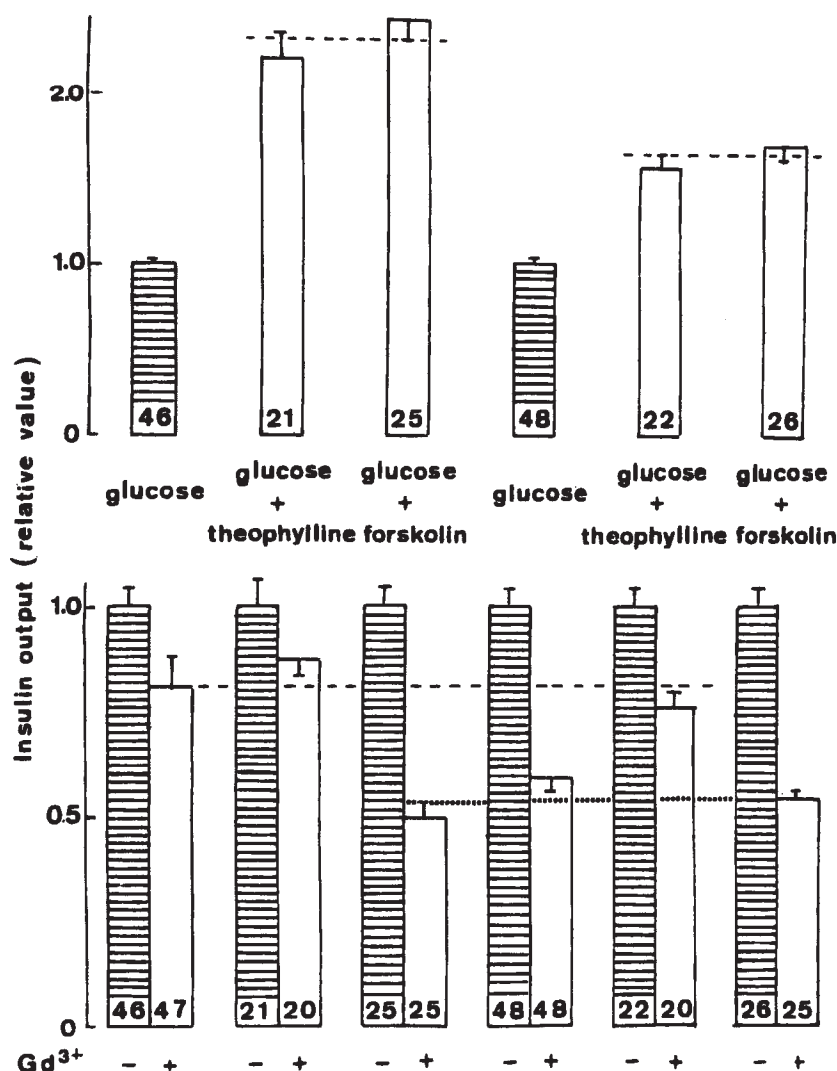 2.0
1.0
0
46 21 25 48 22 26
glucose glucose + theophylline glucose + forskolin glucose glucose + theophylline glucose + forskolin
Insulin output (relative value)
1.0
0.5
0
46 47 21 20 25 25 48 48 22 20 26 25
Gd³⁺ - + - + - + - + - + - +